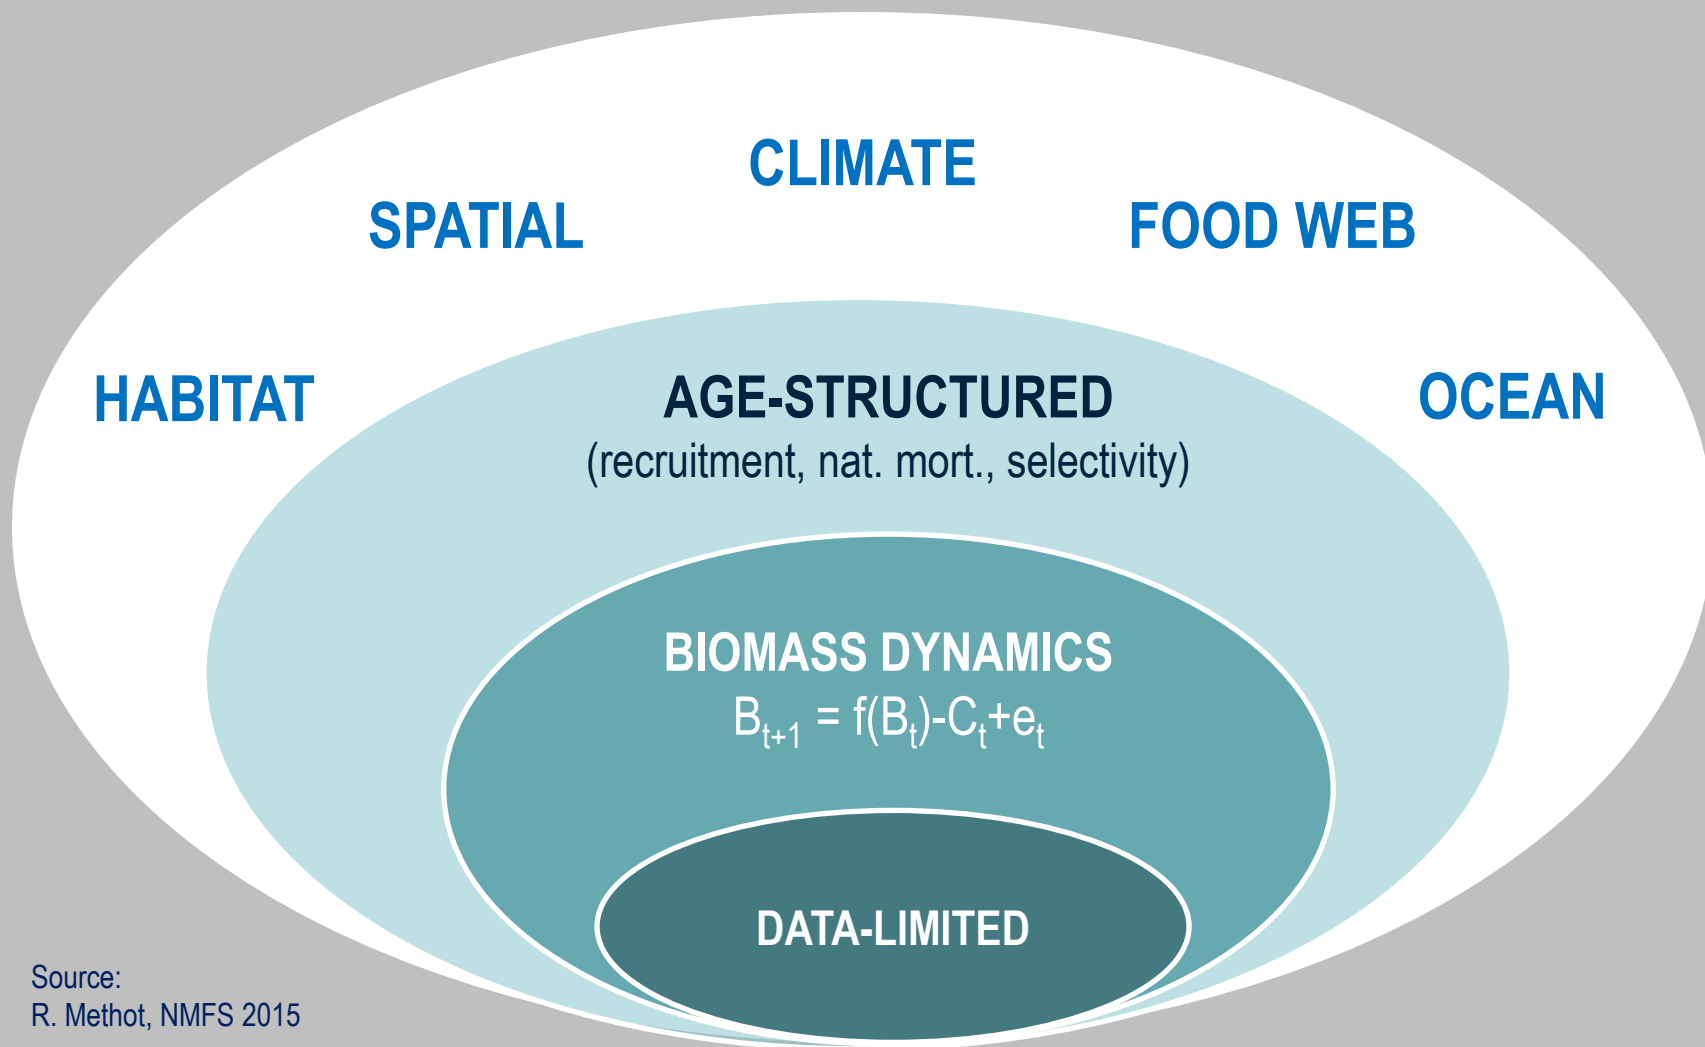 CLIMATE
SPATIAL
FOOD WEB
HABITAT
AGE-STRUCTURED
OCEAN
(recruitment, nat. mort., selectivity)
BIOMASS DYNAMICS
Bₜ₊₁ = f(Bₜ)-Cₜ+eₜ
DATA-LIMITED
Source:
R. Methot, NMFS 2015